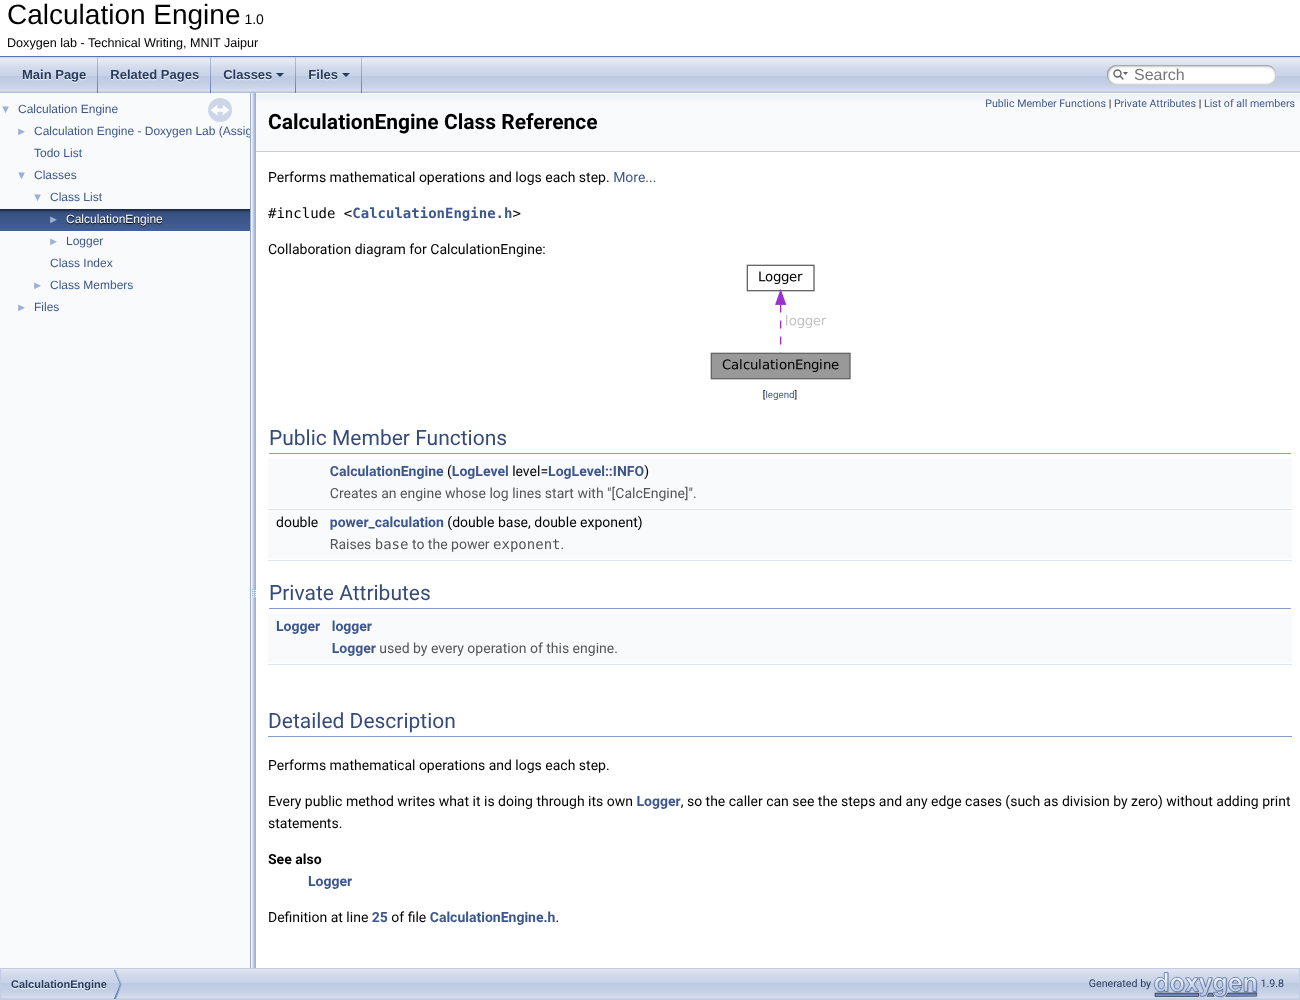 Calculation Engine 1.0
Doxygen lab - Technical Writing, MNIT Jaipur
Main Page Related Pages Classes Files Search
Calculation Engine
Calculation Engine - Doxygen Lab (Assig
Todo List
Classes
Class List
CalculationEngine
Logger
Class Index
Class Members
Files
Public Member Functions | Private Attributes | List of all members
CalculationEngine Class Reference
Performs mathematical operations and logs each step. More...
#include <CalculationEngine.h>
Collaboration diagram for CalculationEngine:
Logger
logger
CalculationEngine
[legend]
Public Member Functions
CalculationEngine (LogLevel level=LogLevel::INFO)
Creates an engine whose log lines start with "[CalcEngine]".
double power_calculation (double base, double exponent)
Raises base to the power exponent.
Private Attributes
Logger logger
Logger used by every operation of this engine.
Detailed Description
Performs mathematical operations and logs each step.
Every public method writes what it is doing through its own Logger, so the caller can see the steps and any edge cases (such as division by zero) without adding print
statements.
See also
Logger
Definition at line 25 of file CalculationEngine.h.
CalculationEngine
Generated by doxygen 1.9.8